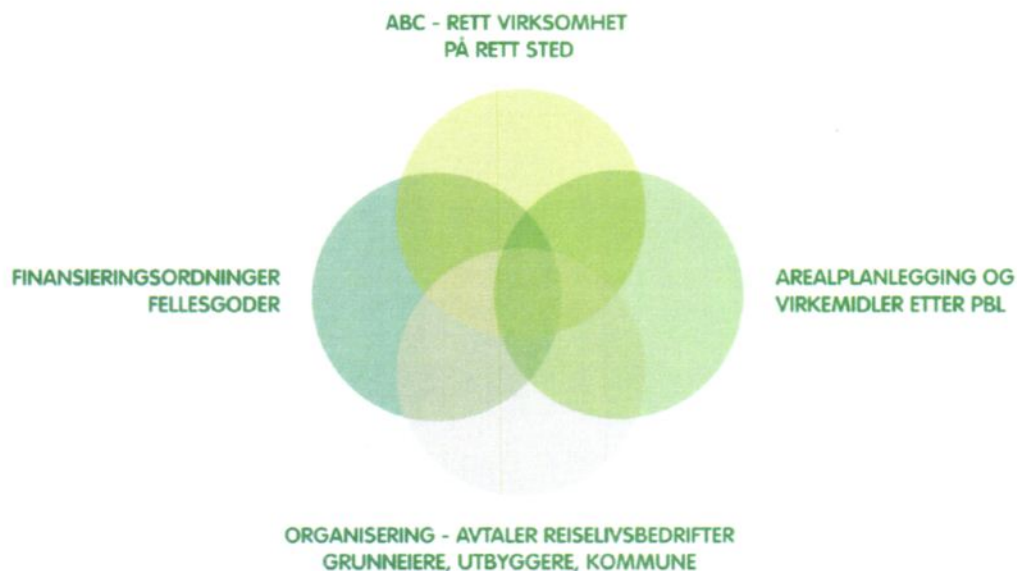 ABC - RETT VIRKSOMHET
PÅ RETT STED
FINANSIERINGSORDNINGER
FELLESGODER
AREALPLANLEGGING OG
VIRKEMIDLER ETTER PBL
ORGANISERING - AVTALER REISELIVSBEDRIFTER
GRUNNEIERE, UTBYGGERE, KOMMUNE